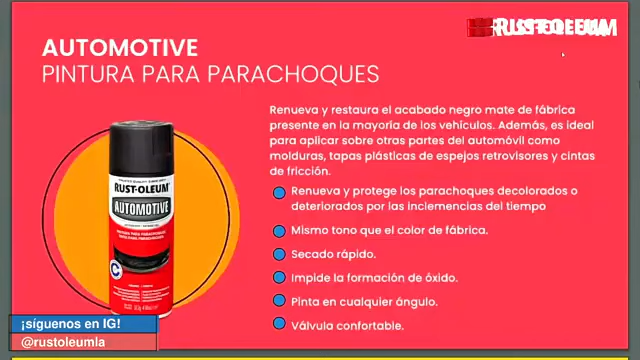 RUST-OLEUM
AUTOMOTIVE
PINTURA PARA PARACHOQUES
Renueva y restaura el acabado negro mate de fábrica
presente en la mayoría de los vehículos. Además, es ideal
para aplicar sobre otras partes del automóvil como
molduras, tapas plásticas de espejos retrovisores y cintas
de fricción.
Renueva y protege los parachoques decolorados o
deteriorados por las inclemencias del tiempo
Mismo tono que el color de fábrica.
Secado rápido.
Impide la formación de óxido.
Pinta en cualquier ángulo.
Válvula confortable.
RUST-OLEUM
AUTOMOTIVE
¡síguenos en IG!
@rustoleumla